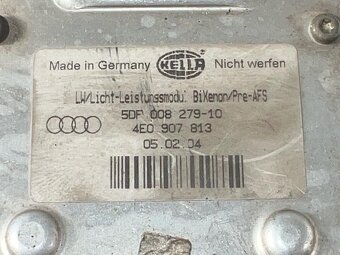 Made in Germany HELLA Nicht werfen
LW/Licht-Leistungsmodul BiXenon/Pre-AFS
5DF 008 279-10
4E0 907 813
05.02.04